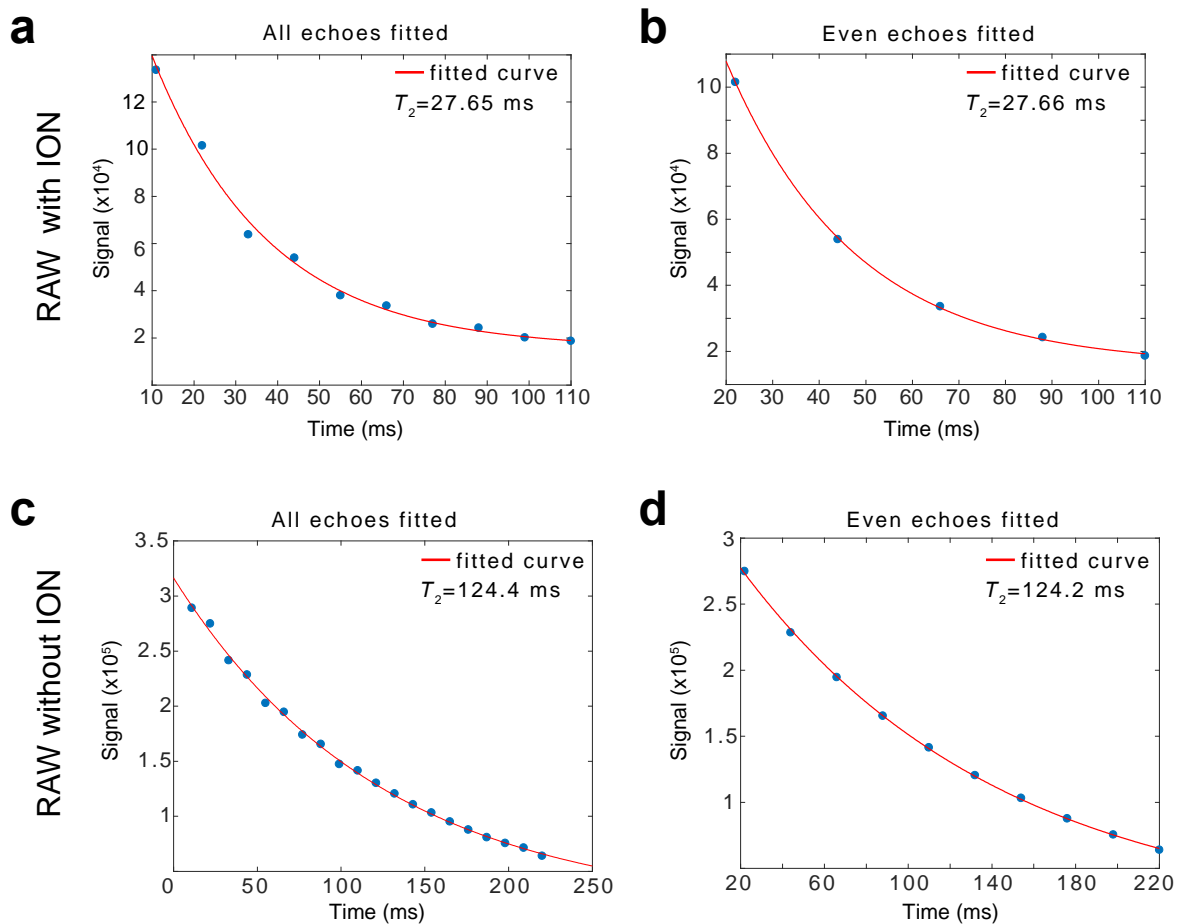 a
All echoes fitted
RAW with ION
Signal (x10⁴)
12
10
8
6
4
2
fitted curve
T₂=27.65 ms
10 20 30 40 50 60 70 80 90 100 110
Time (ms)
b
Even echoes fitted
Signal (x10⁴)
10
8
6
4
2
fitted curve
T₂=27.66 ms
20 30 40 50 60 70 80 90 100 110
Time (ms)
c
All echoes fitted
RAW without ION
Signal (x10⁵)
3.5
3
2.5
2
1.5
1
fitted curve
T₂=124.4 ms
0 50 100 150 200 250
Time (ms)
d
Even echoes fitted
Signal (x10⁵)
3
2.5
2
1.5
1
fitted curve
T₂=124.2 ms
20 60 100 140 180 220
Time (ms)